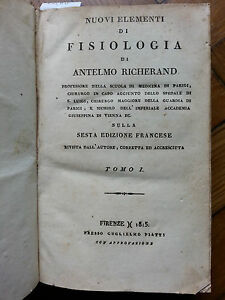 NUOVI ELEMENTI
DI
FISIOLOGIA
DI
ANTELMO RICHERAND
PROFESSORE DELLA SCUOLA DI MEDICINA DI PARIGI,
CHIRURGO IN CAPO AGGIUNTO DELLO SPEDALE DI
S. LUIGI, CHIRURGO MAGGIORE DELLA GUARDIA DI
PARIGI, E MEMBRO DELL' IMPERIALE ACCADEMIA
GIUSEPPINA DI VIENNA EC.
SULLA
SESTA EDIZIONE FRANCESE
RIVISTA DALL'AUTORE, CORRETTA ED ACCRESCIUTA
TOMO I.
FIRENZE )( 1815.
PRESSO GUGLIELMO PIATTI
CON APPROVAZIONE